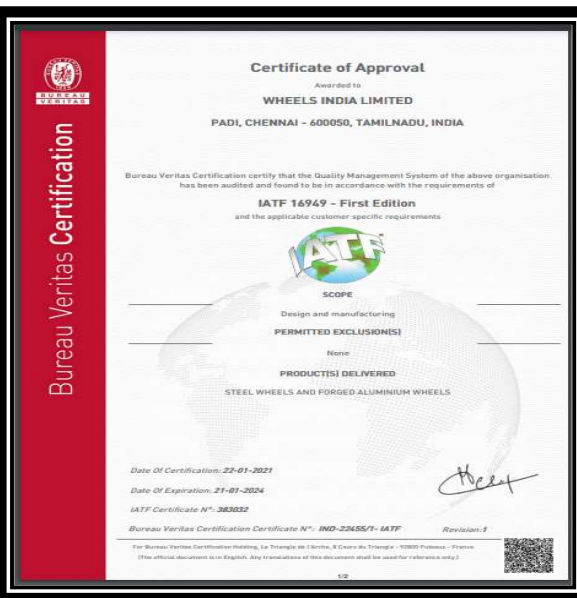 BUREAU
VERITAS
Bureau Veritas Certification
Certificate of Approval
Awarded to
WHEELS INDIA LIMITED
PADI, CHENNAI - 600050, TAMILNADU, INDIA
Bureau Veritas Certification certify that the Quality Management System of the above organisation
has been audited and found to be in accordance with the requirements of
IATF 16949 - First Edition
and the applicable customer specific requirements
IATF
SCOPE
Design and manufacturing
PERMITTED EXCLUSION(S)
None
PRODUCT(S) DELIVERED
STEEL WHEELS AND FORGED ALUMINIUM WHEELS
Date Of Certification: 22-01-2021
Date Of Expiration: 21-01-2024
IATF Certificate N°: 383032
Bureau Veritas Certification Certificate N°: IND-22455/1- IATF Revision:1
For Bureau Veritas Certification Holding, Le Triangle de l'Arche, 8 Cours du Triangle - 92800 Puteaux - France
(The official document is in English. Any translations of this document shall be used for reference only.)
1/2